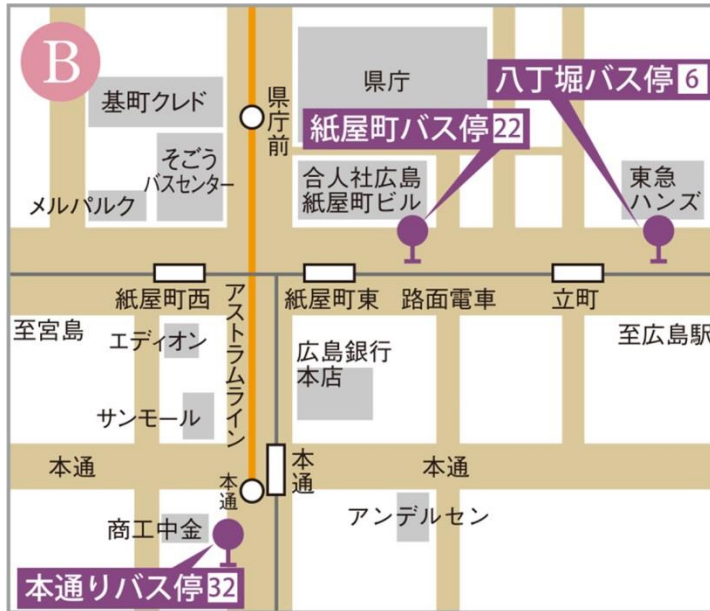 B
基町クレド
県庁
八丁堀バス停6
紙屋町バス停22
県庁前
そごう
バスセンター
合人社広島
紙屋町ビル
東急
ハンズ
メルパルク
紙屋町西
アストラムライン
紙屋町東
路面電車
立町
至宮島
エディオン
広島銀行
本店
至広島駅
サンモール
本通
本通
本通
本通
商工中金
アンデルセン
本通りバス停32